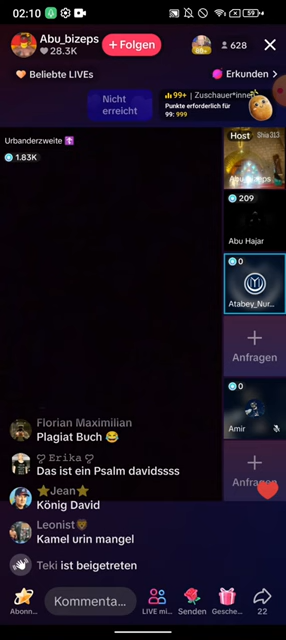 02:10
59
Abu_bizeps
28.3K
+ Folgen
628
Beliebte LIVEs
Erkunden
Nicht erreicht
99+ | Zuschauer*innen
Punkte erforderlich für
99: 999
Urbanderzweite ✝️
1.83K
Host
Shia313
209
Abu Hajar
0
Atabey_Nur...
Anfragen
0
Amir
Anfragen
Florian Maximilian
Plagiat Buch 😂
♡ Erika ♡
Das ist ein Psalm davidssss
⭐Jean⭐
König David
Leonist🦁
Kamel urin mangel
Teki ist beigetreten
Abonn...
Kommenta...
LIVE mi...
Senden
Gesche...
22